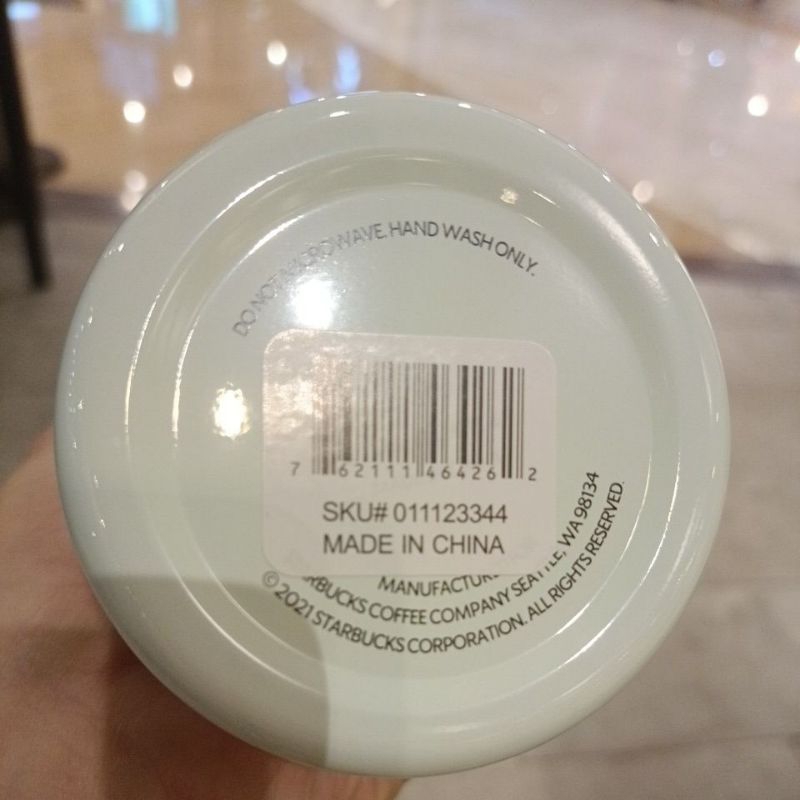 DO NOT MICROWAVE. HAND WASH ONLY.
7 62111 46426 2
SKU# 011123344
MADE IN CHINA
MANUFACTUR
RBUCKS COFFEE COMPANY SEATTLE, WA 98134
© 2021 STARBUCKS CORPORATION. ALL RIGHTS RESERVED.